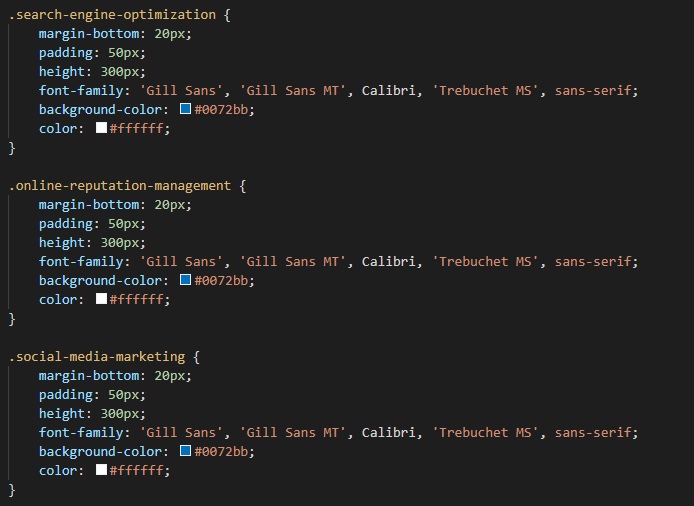 .search-engine-optimization {
    margin-bottom: 20px;
    padding: 50px;
    height: 300px;
    font-family: 'Gill Sans', 'Gill Sans MT', Calibri, 'Trebuchet MS', sans-serif;
    background-color: #0072bb;
    color: #ffffff;
}

.online-reputation-management {
    margin-bottom: 20px;
    padding: 50px;
    height: 300px;
    font-family: 'Gill Sans', 'Gill Sans MT', Calibri, 'Trebuchet MS', sans-serif;
    background-color: #0072bb;
    color: #ffffff;
}

.social-media-marketing {
    margin-bottom: 20px;
    padding: 50px;
    height: 300px;
    font-family: 'Gill Sans', 'Gill Sans MT', Calibri, 'Trebuchet MS', sans-serif;
    background-color: #0072bb;
    color: #ffffff;
}